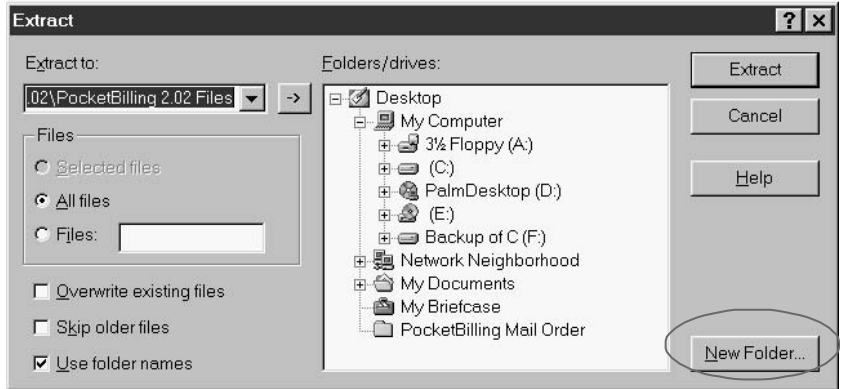 Extract
Extract to:
.02\PocketBilling 2.02 Files
->
Files
Selected files
All files
Files:
Overwrite existing files
Skip older files
Use folder names
Folders/drives:
Desktop
My Computer
3½ Floppy (A:)
(C:)
PalmDesktop (D:)
(E:)
Backup of C (F:)
Network Neighborhood
My Documents
My Briefcase
PocketBilling Mail Order
Extract
Cancel
Help
New Folder...